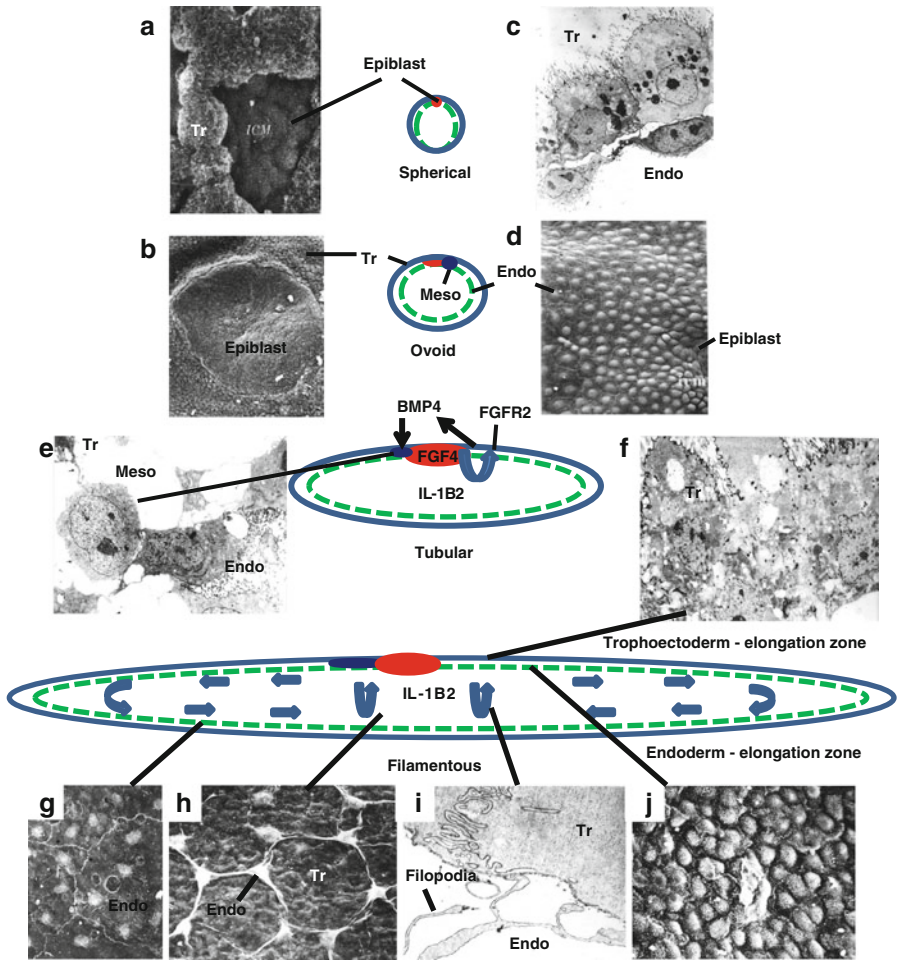 a
Epiblast
ICM
Tr
Spherical
c
Tr
Endo
b
Tr
Epiblast
Endo
Meso
Ovoid
d
Epiblast
BMP4
FGFR2
e
Tr
Meso
Endo
FGF4
IL-1B2
Tubular
f
Tr
Trophoectoderm - elongation zone
IL-1B2
Endoderm - elongation zone
Filamentous
g
Endo
h
Tr
Endo
i
Tr
Filopodia
Endo
j